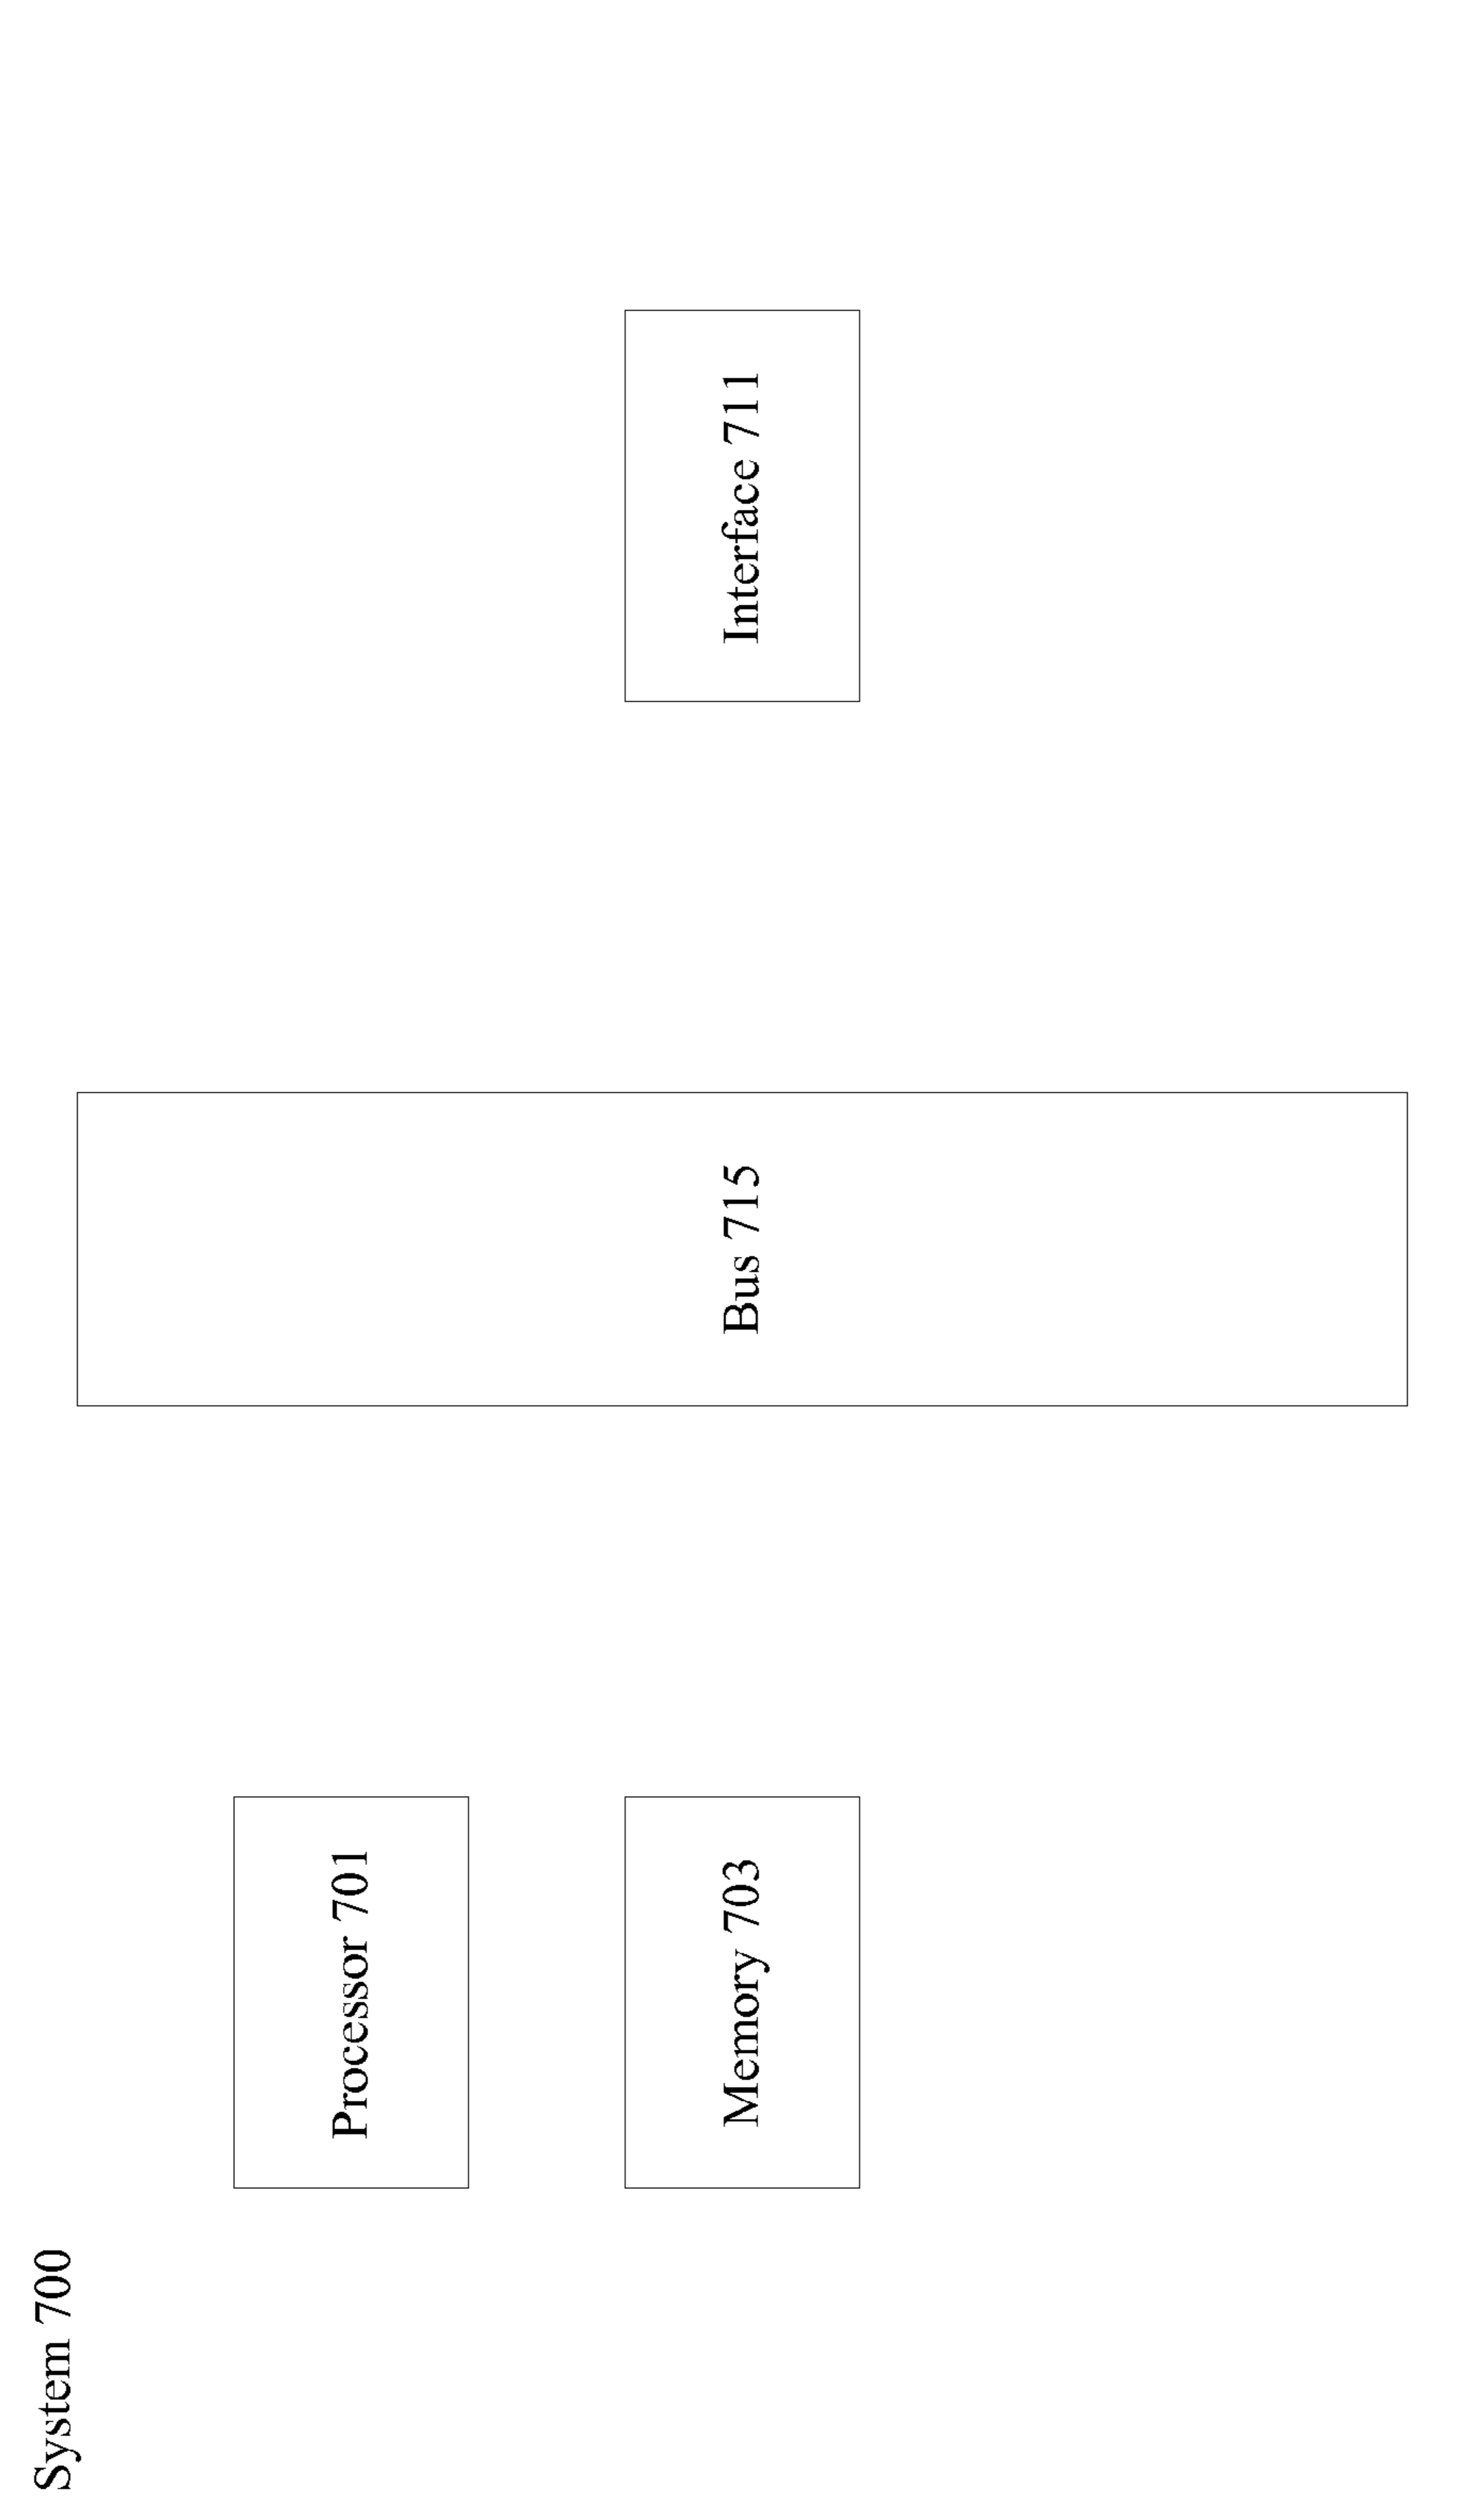 System 700
Processor 701
Memory 703
Bus 715
Interface 711